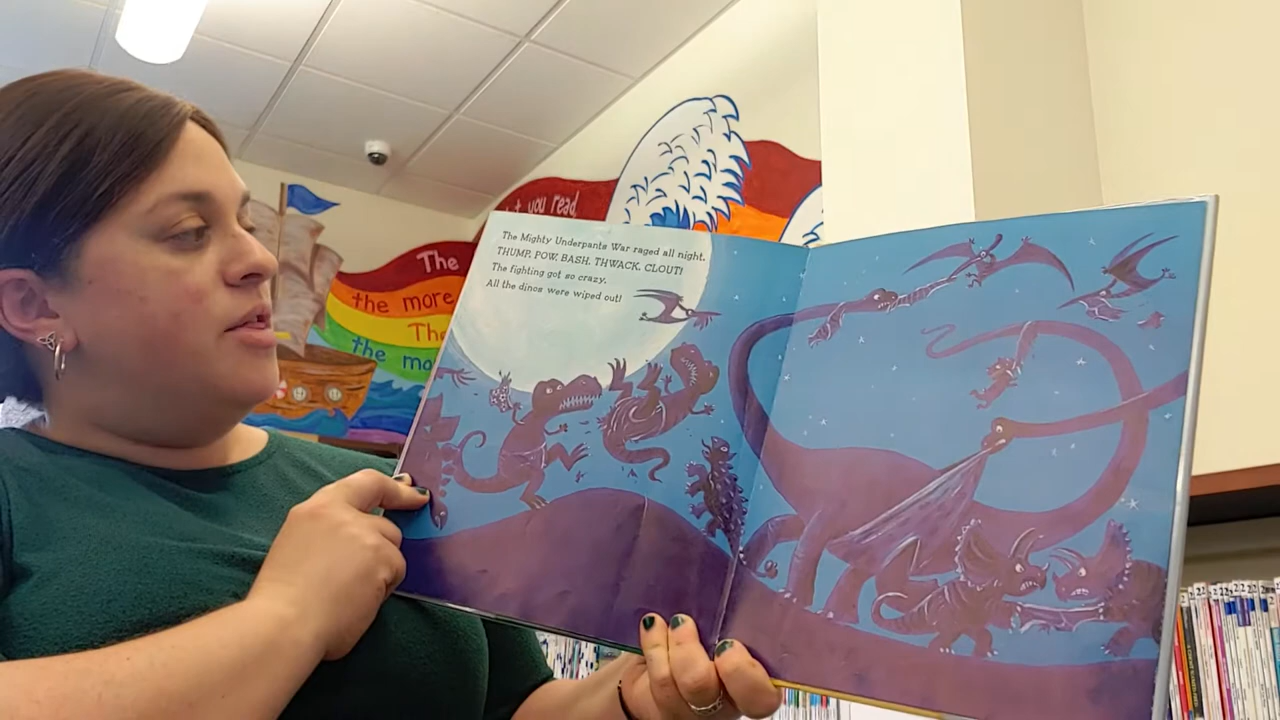 t you read,
The
the more
The
the mo
The Mighty Underpants War raged all night.
THUMP. POW. BASH. THWACK. CLOUT!
The fighting got so crazy,
All the dinos were wiped out!